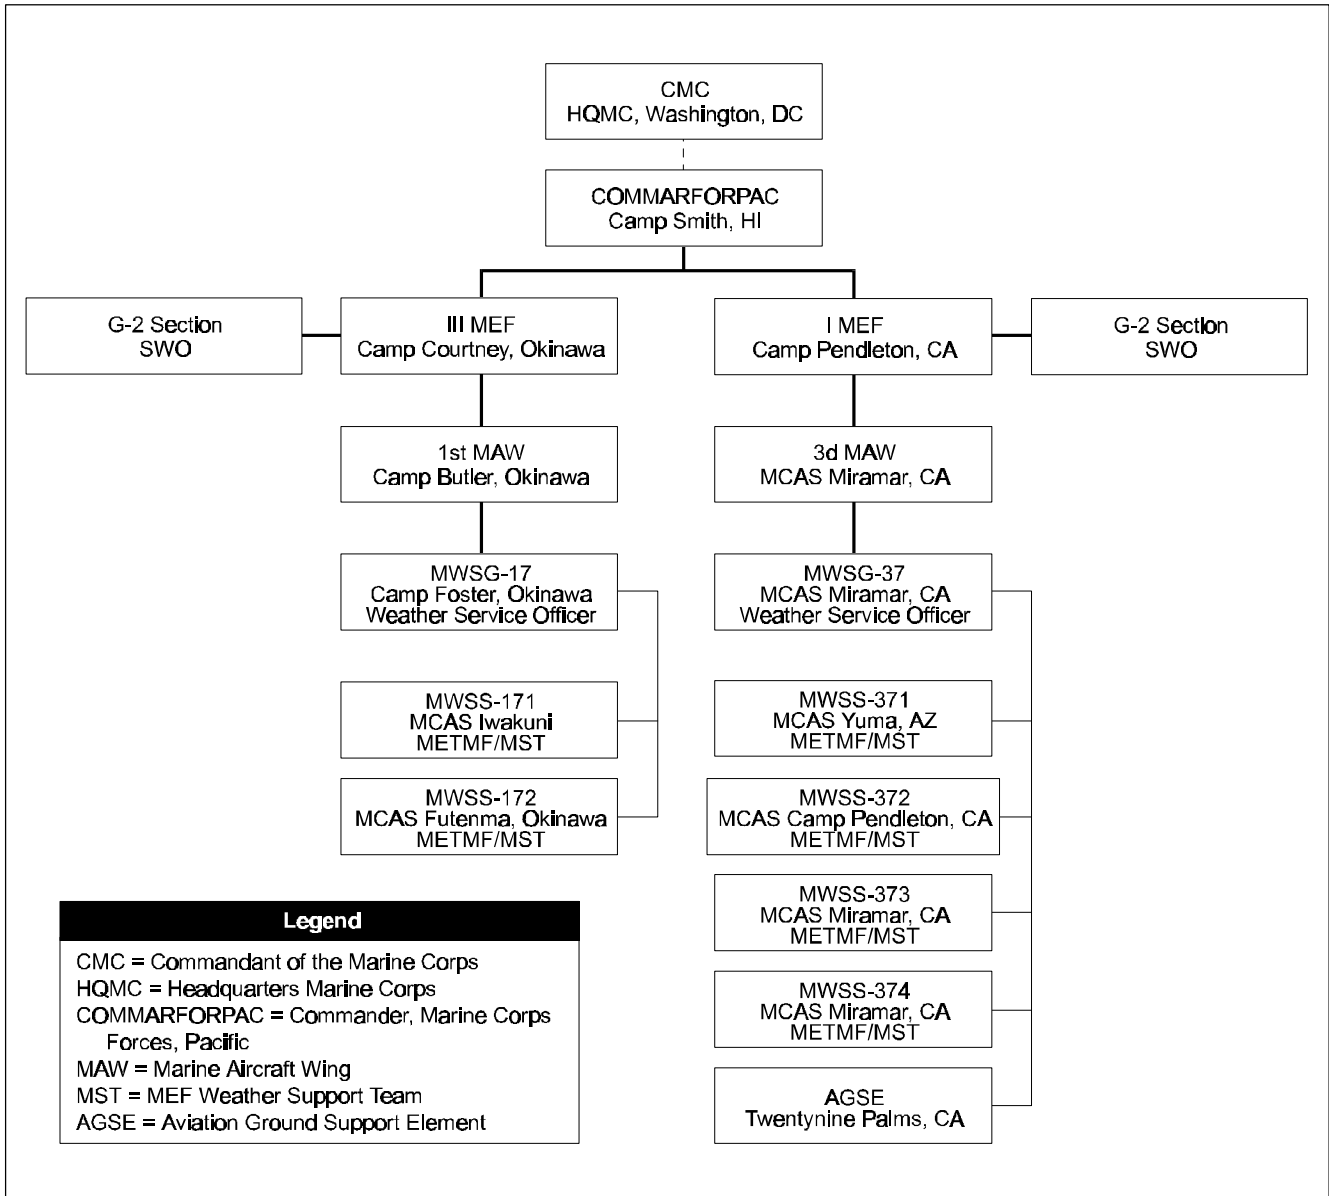 CMC
HQMC, Washington, DC
COMMARFORPAC
Camp Smith, HI
G-2 Section
SWO
III MEF
Camp Courtney, Okinawa
I MEF
Camp Pendleton, CA
G-2 Section
SWO
1st MAW
Camp Butler, Okinawa
3d MAW
MCAS Miramar, CA
MWSG-17
Camp Foster, Okinawa
Weather Service Officer
MWSG-37
MCAS Miramar, CA
Weather Service Officer
MWSS-171
MCAS Iwakuni
METMF/MST
MWSS-371
MCAS Yuma, AZ
METMF/MST
MWSS-172
MCAS Futenma, Okinawa
METMF/MST
MWSS-372
MCAS Camp Pendleton, CA
METMF/MST
MWSS-373
MCAS Miramar, CA
METMF/MST
MWSS-374
MCAS Miramar, CA
METMF/MST
AGSE
Twentynine Palms, CA
Legend
CMC = Commandant of the Marine Corps
HQMC = Headquarters Marine Corps
COMMARFORPAC = Commander, Marine Corps
Forces, Pacific
MAW = Marine Aircraft Wing
MST = MEF Weather Support Team
AGSE = Aviation Ground Support Element